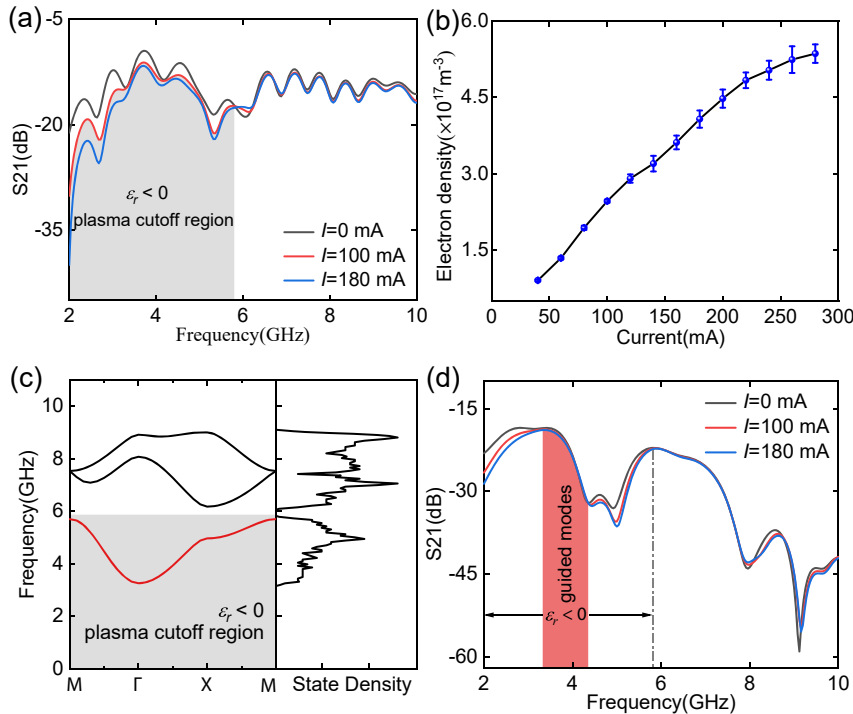 (a)
-5
-20
-35
S21(dB)
εr < 0
plasma cutoff region
I=0 mA
I=100 mA
I=180 mA
2 4 6 8 10
Frequency(GHz)
(b)
6.0
4.5
3.0
1.5
Electron density(×10¹⁷m⁻³)
0 50 100 150 200 250 300
Current(mA)
(c)
10
8
6
4
2
0
Frequency(GHz)
εr < 0
plasma cutoff region
M Γ X M
State Density
(d)
-15
-30
-45
-60
S21(dB)
I=0 mA
I=100 mA
I=180 mA
guided modes
εr < 0
2 4 6 8 10
Frequency(GHz)